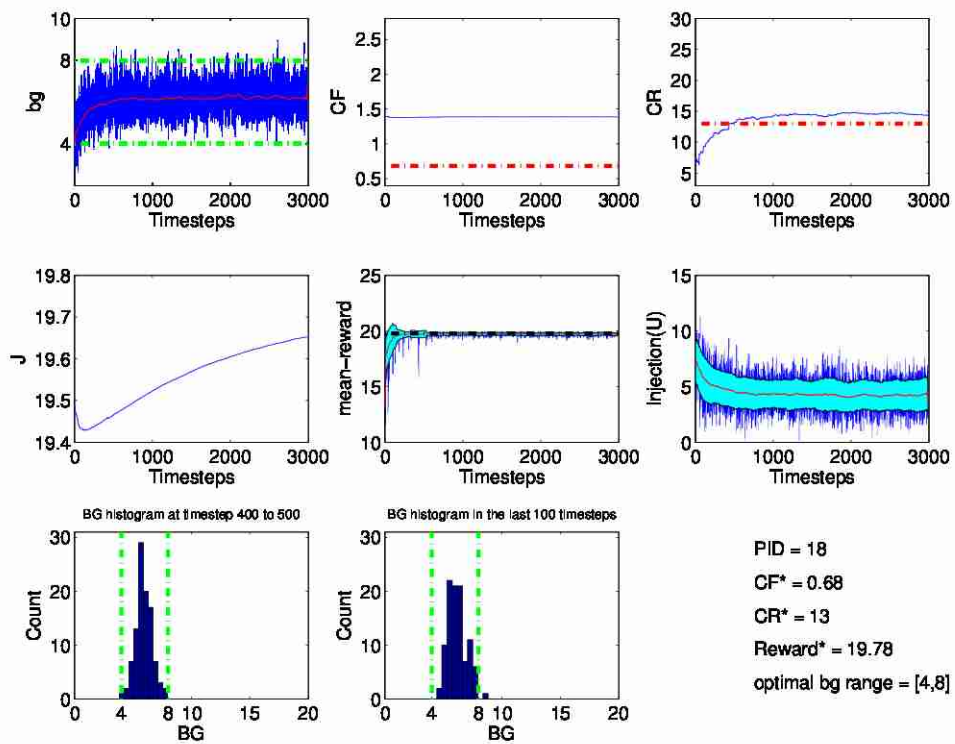 10
8
4
bg
0 1000 2000 3000
Timesteps
2.5
2
1.5
1
0.5
CF
0 1000 2000 3000
Timesteps
30
25
20
15
10
5
CR
0 1000 2000 3000
Timesteps
19.8
19.7
19.6
19.5
19.4
J
0 1000 2000 3000
Timesteps
25
20
15
10
mean-reward
0 1000 2000 3000
Timesteps
15
10
5
0
Injection(U)
0 1000 2000 3000
Timesteps
BG histogram at timestep 400 to 500
30
20
10
0
Count
0 4 8 15 20
BG
BG histogram in the last 100 timesteps
30
20
10
0
Count
0 4 8 15 20
BG
PID = 18
CF* = 0.68
CR* = 13
Reward* = 19.78
optimal bg range = [4,8]